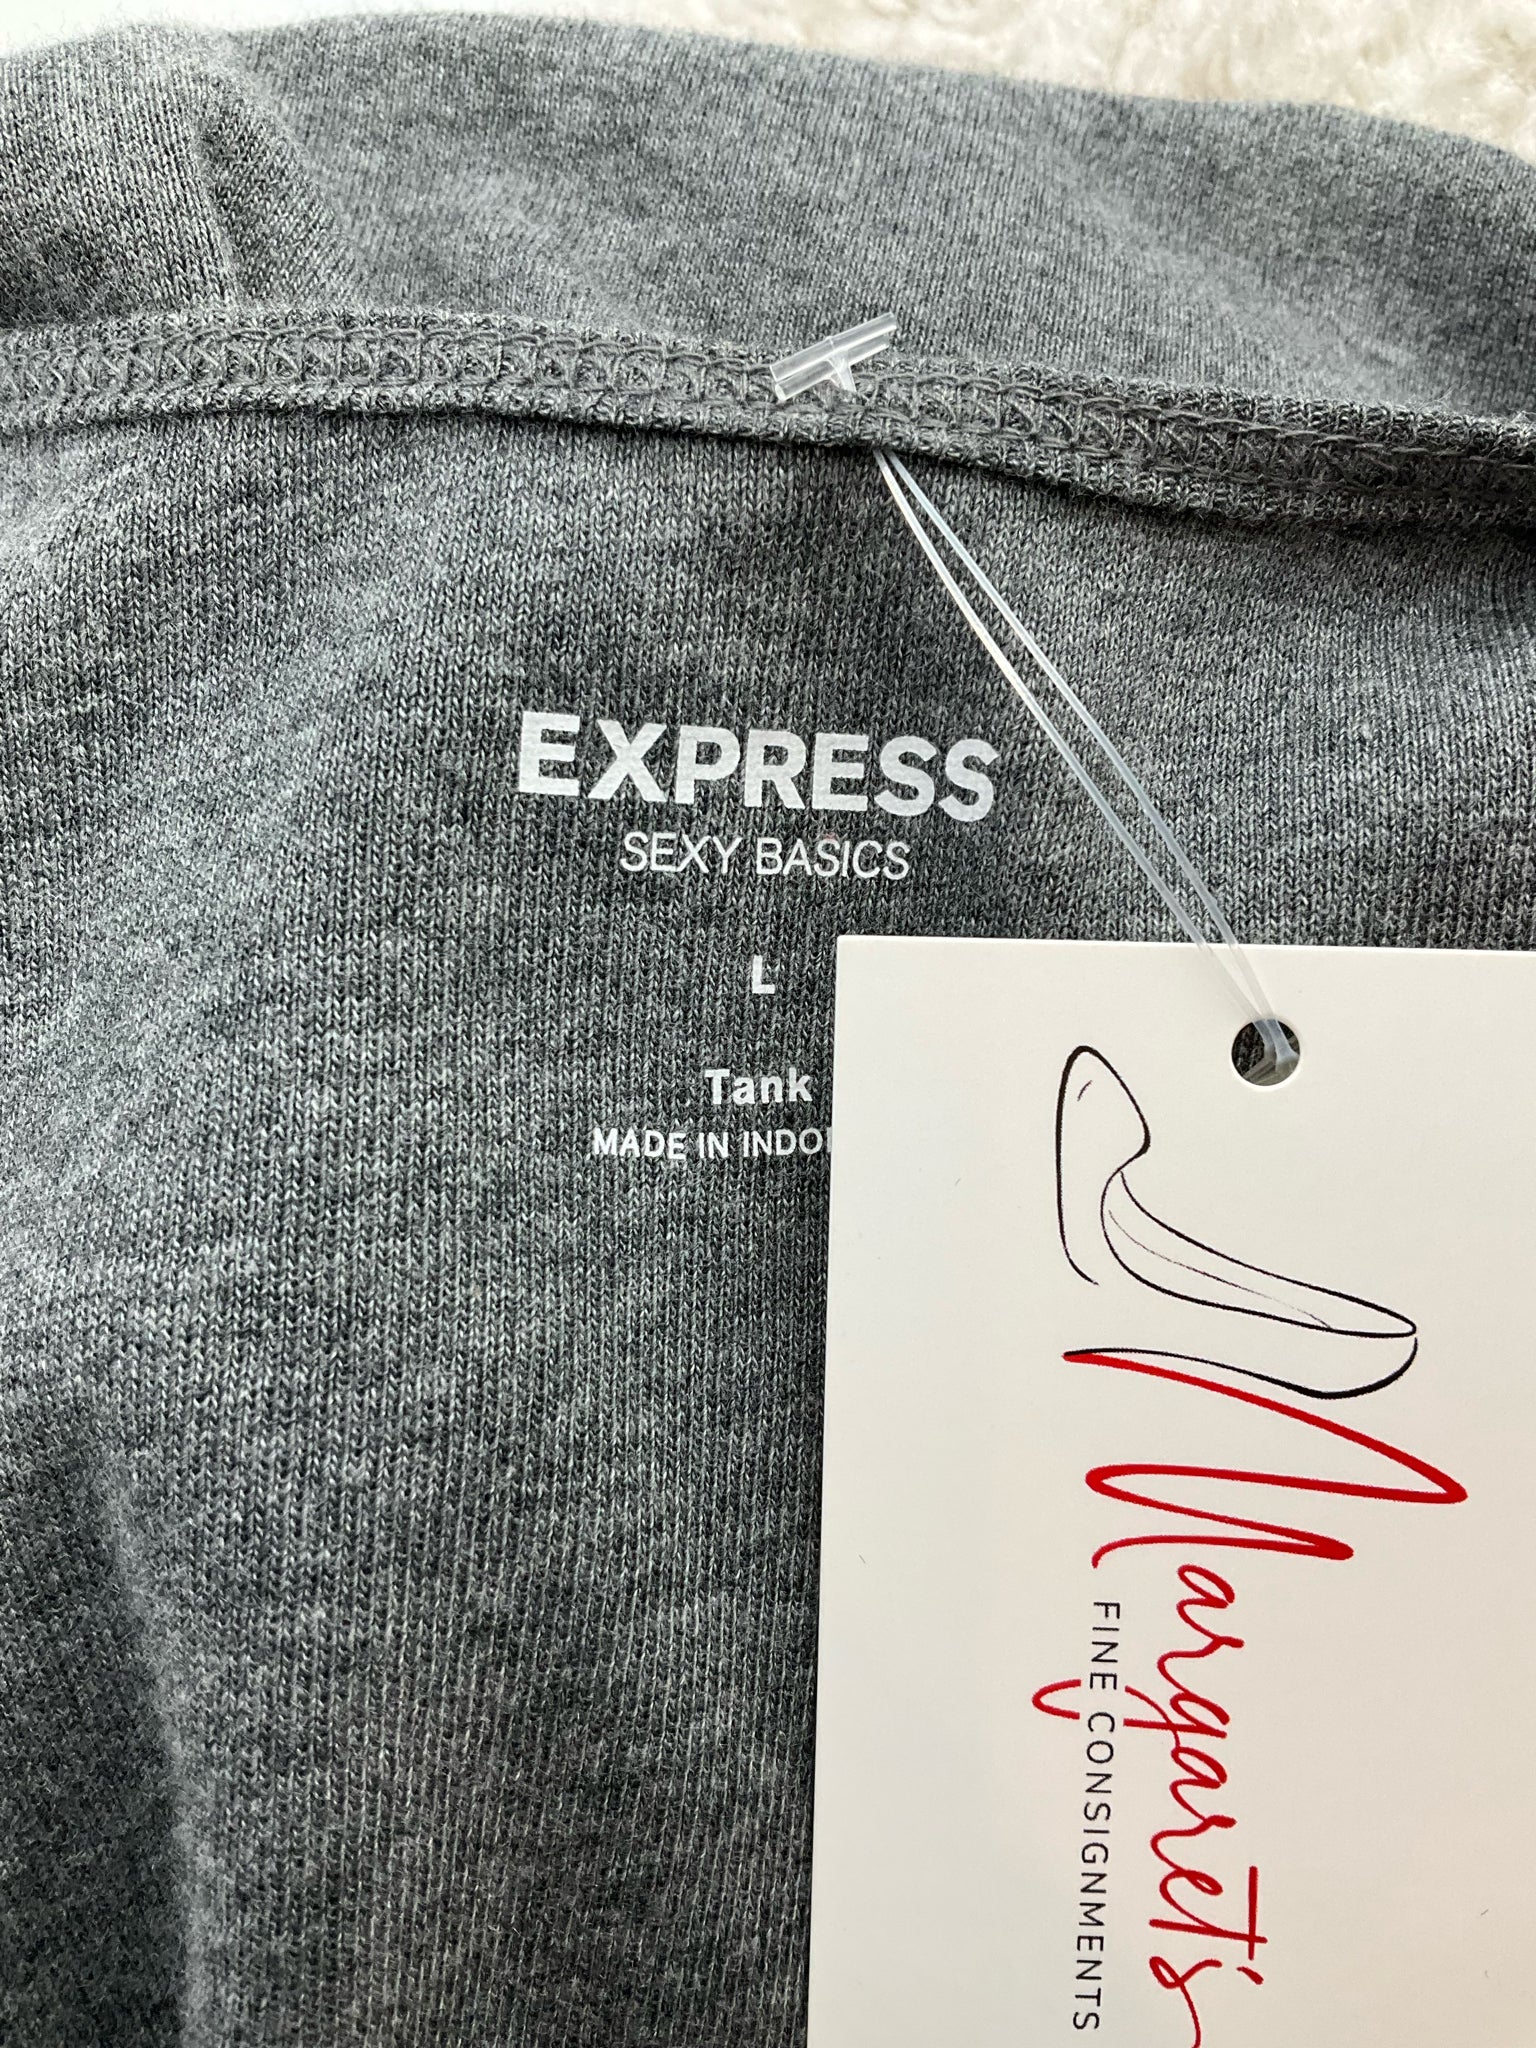 EXPRESS
SEXY BASICS
L
Tank
MADE IN INDO
Margaret's
FINE CONSIGNMENTS